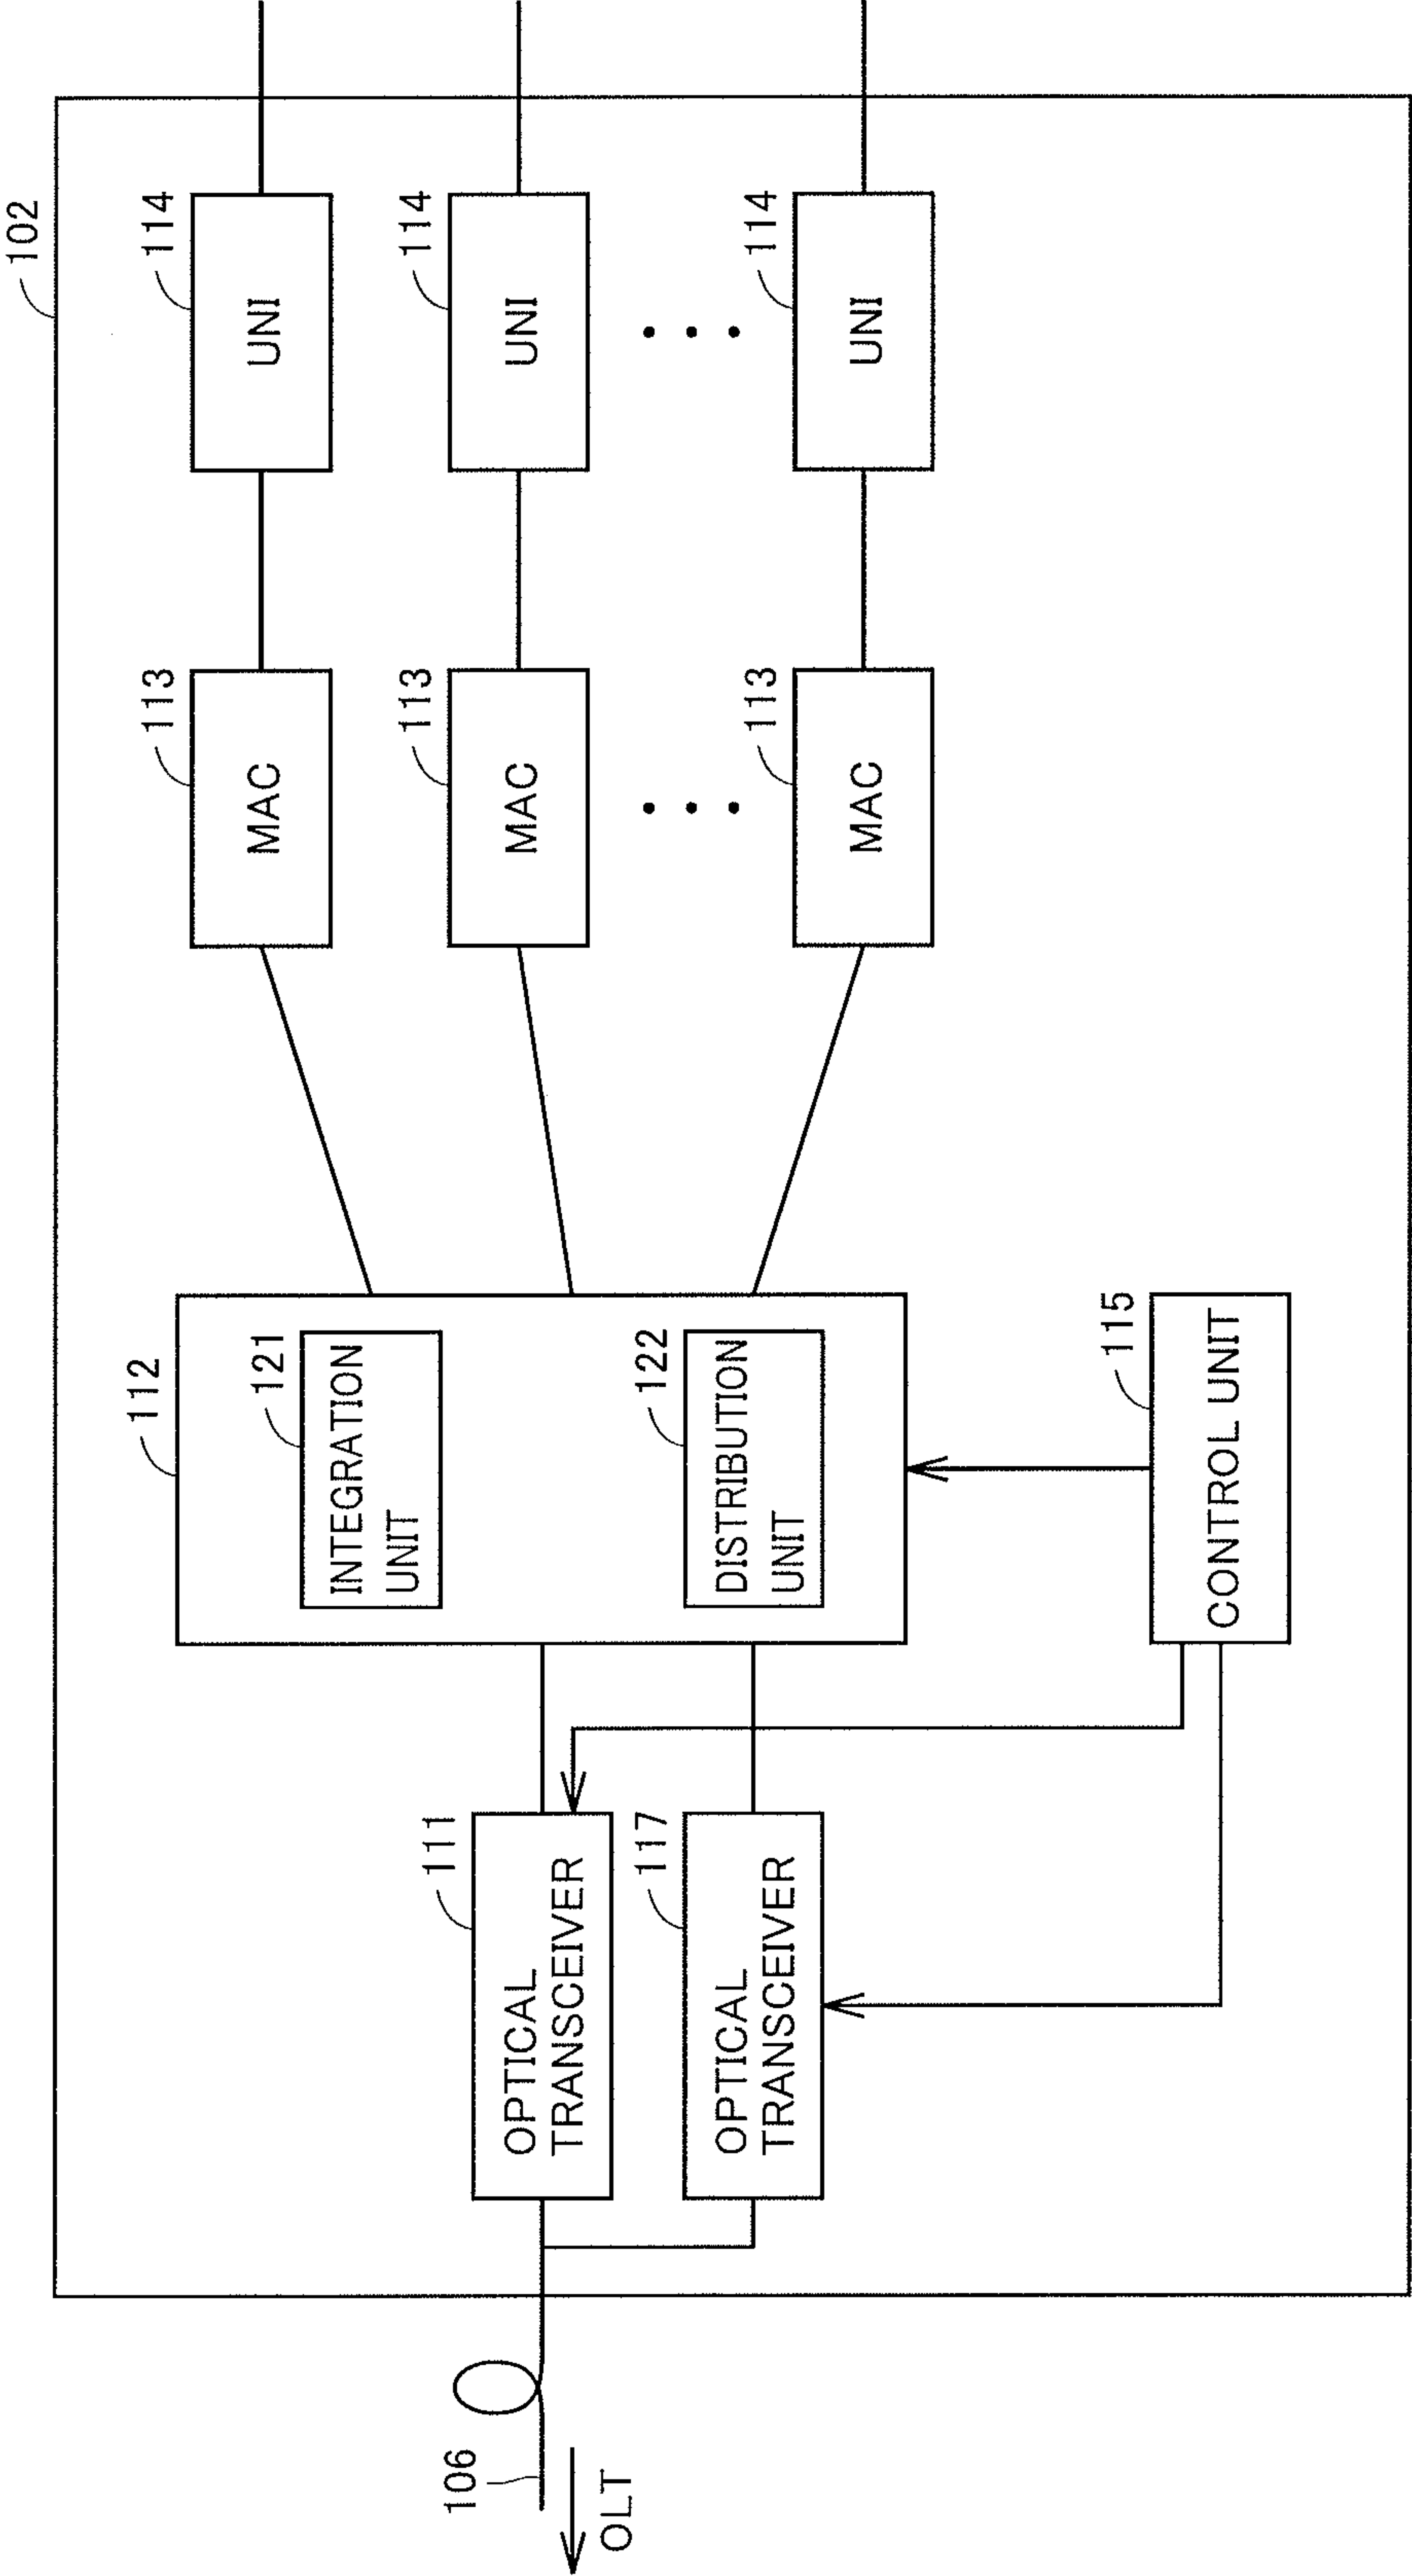 102
114
UNI
114
UNI
114
UNI
113
MAC
113
MAC
113
MAC
112
121
INTEGRATION
UNIT
122
DISTRIBUTION
UNIT
115
CONTROL UNIT
111
OPTICAL
TRANSCEIVER
117
OPTICAL
TRANSCEIVER
106
OLT